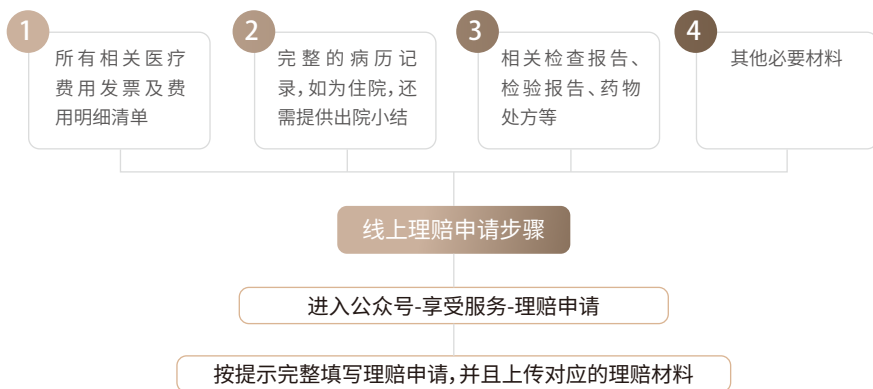 1
所有相关医疗
费用发票及费
用明细清单
2
完整的病历记
录,如为住院,还
需提供出院小结
3
相关检查报告、
检验报告、药物
处方等
4
其他必要材料
线上理赔申请步骤
进入公众号-享受服务-理赔申请
按提示完整填写理赔申请,并且上传对应的理赔材料